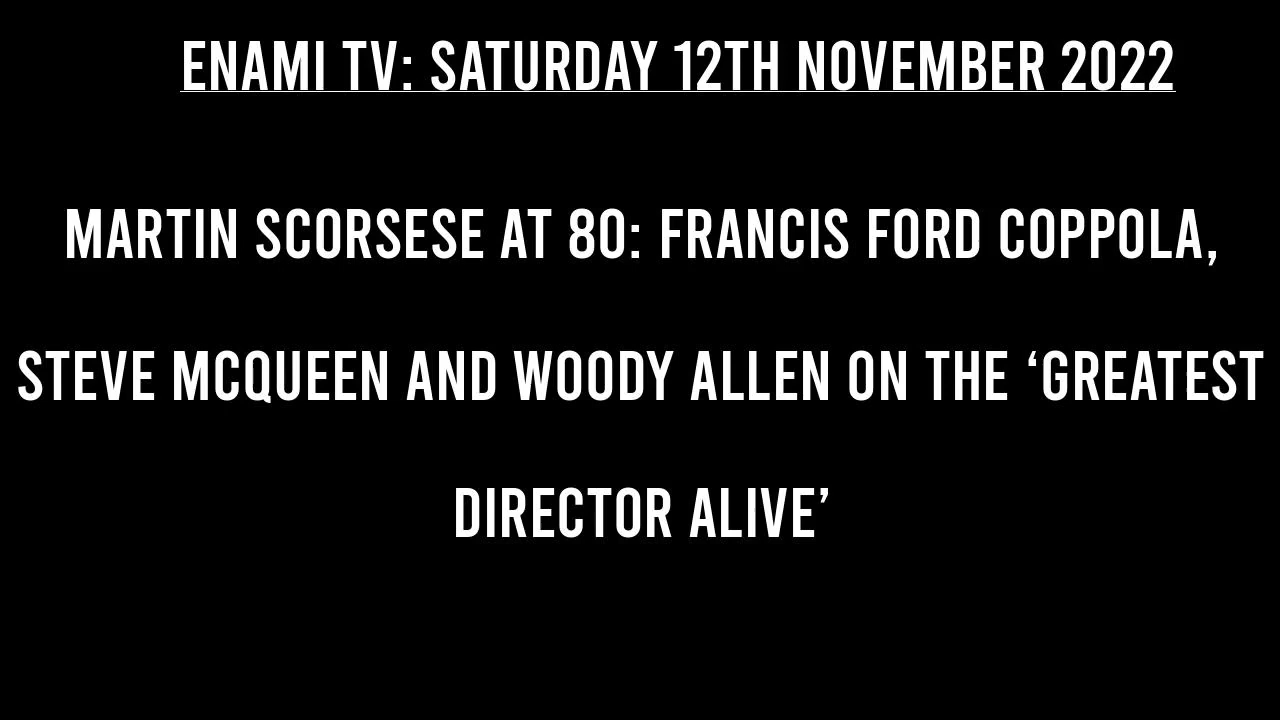 ENAMI TV: SATURDAY 12TH NOVEMBER 2022
MARTIN SCORSESE AT 80: FRANCIS FORD COPPOLA,
STEVE MCQUEEN AND WOODY ALLEN ON THE ‘GREATEST
DIRECTOR ALIVE’